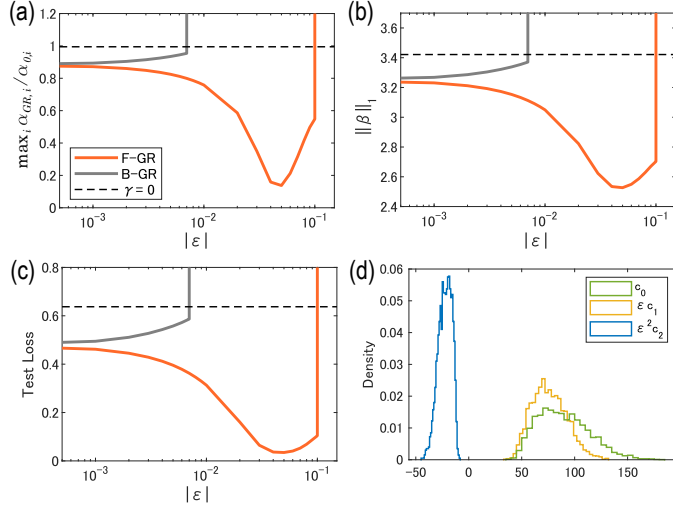 (a)
max_i α_GR, i / α_0,i
1.2
1
0.8
0.6
0.4
0.2
0
F-GR
B-GR
γ = 0
10^-3
10^-2
10^-1
| ε |
(b)
||β||_1
3.8
3.6
3.4
3.2
3
2.8
2.6
2.4
10^-3
10^-2
10^-1
| ε |
(c)
Test Loss
0.8
0.6
0.4
0.2
0
10^-3
10^-2
10^-1
| ε |
(d)
Density
0.06
0.05
0.04
0.03
0.02
0.01
0
c_0
ε c_1
ε^2 c_2
-50
0
50
100
150